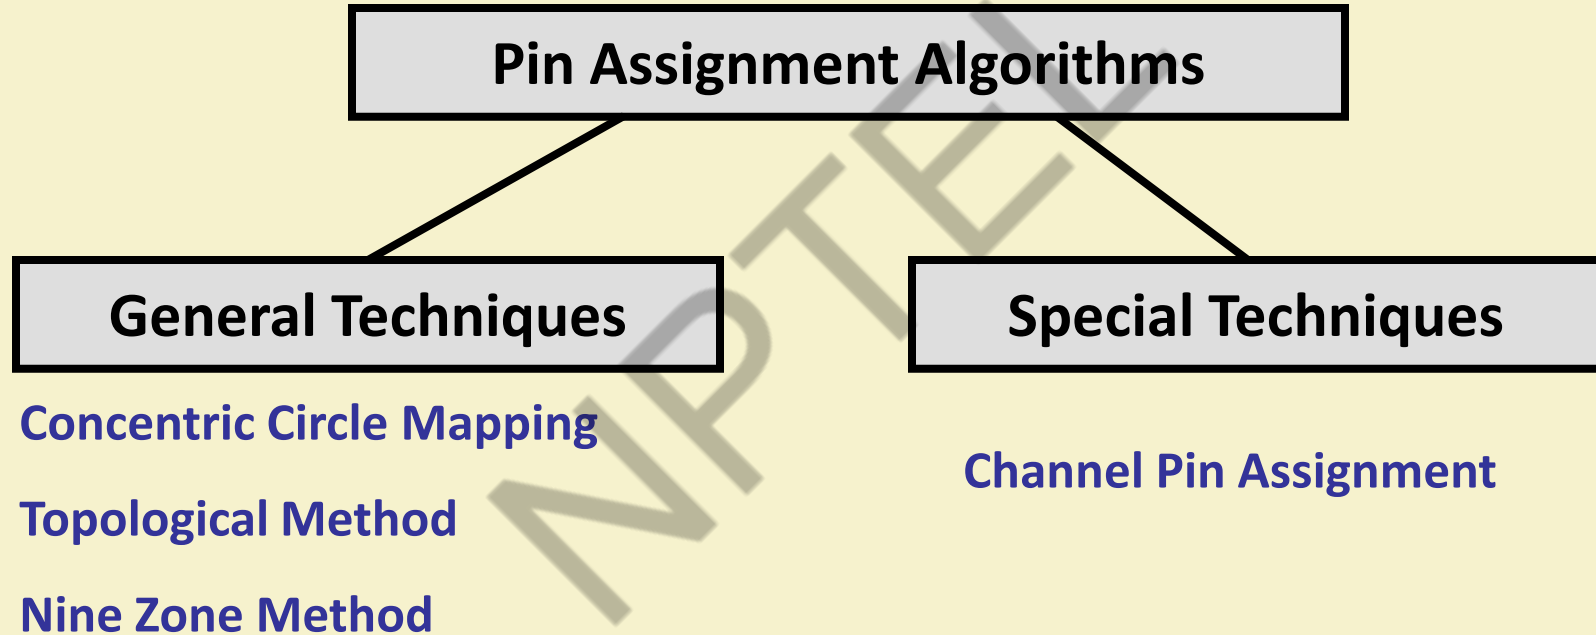 Pin Assignment Algorithms
General Techniques
Special Techniques
Concentric Circle Mapping
Topological Method
Nine Zone Method
Channel Pin Assignment
NPTEL